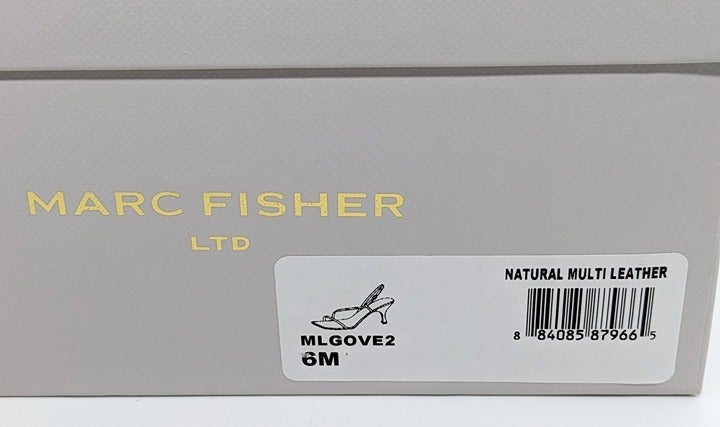 MARC FISHER
LTD
NATURAL MULTI LEATHER
8 84085 87966 5
MLGOVE2
6M